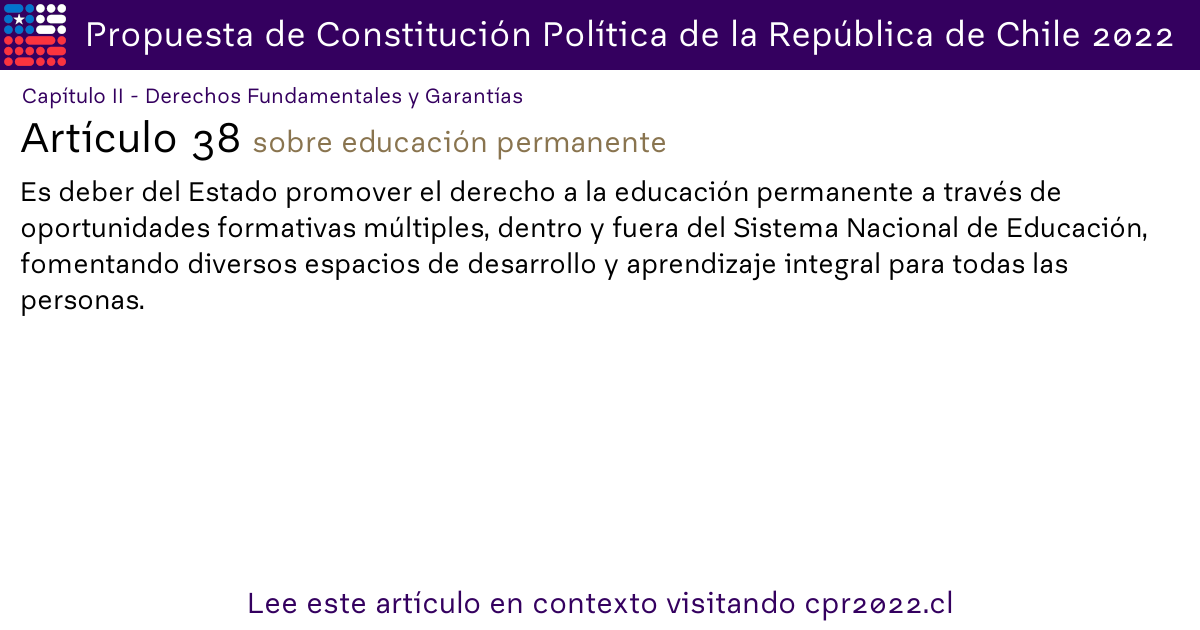 Propuesta de Constitución Política de la República de Chile 2022
Capítulo II - Derechos Fundamentales y Garantías
Artículo 38 sobre educación permanente
Es deber del Estado promover el derecho a la educación permanente a través de
oportunidades formativas múltiples, dentro y fuera del Sistema Nacional de Educación,
fomentando diversos espacios de desarrollo y aprendizaje integral para todas las
personas.
Lee este artículo en contexto visitando cpr2022.cl